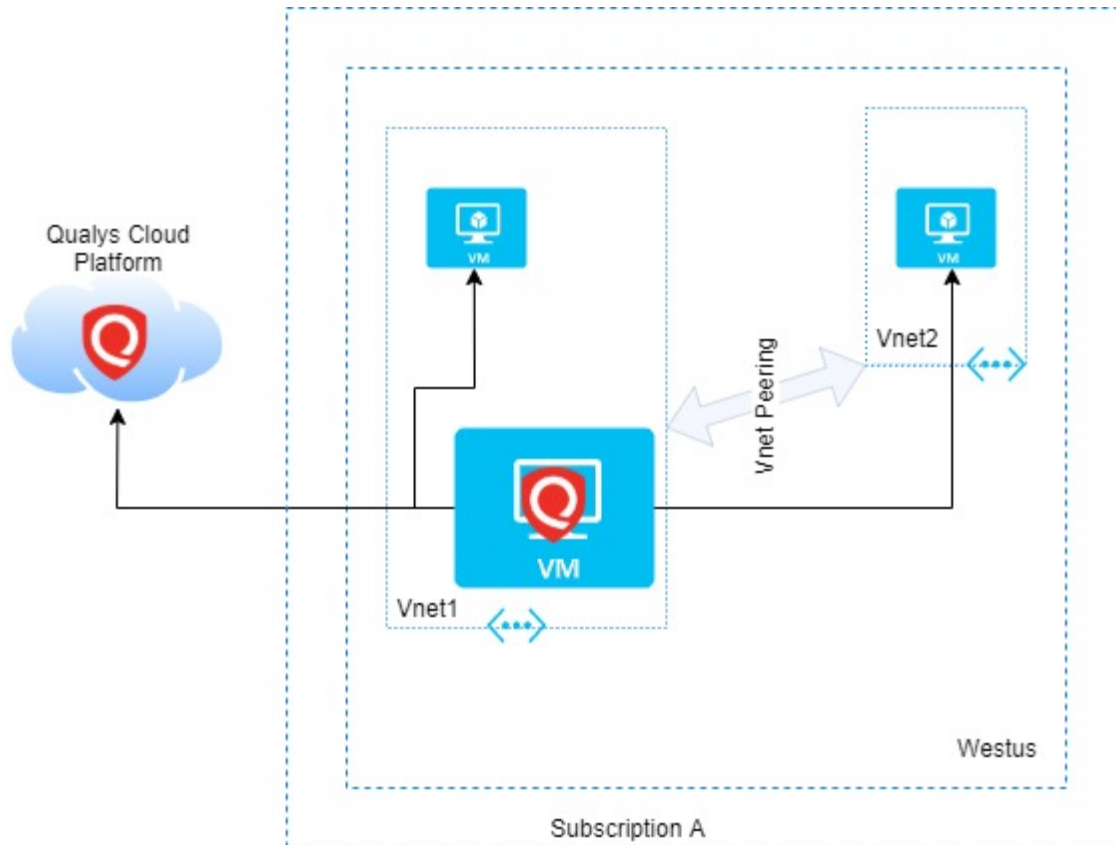 Qualys Cloud
Platform
VM
VM
Vnet2
Vnet Peering
VM
Vnet1
Westus
Subscription A